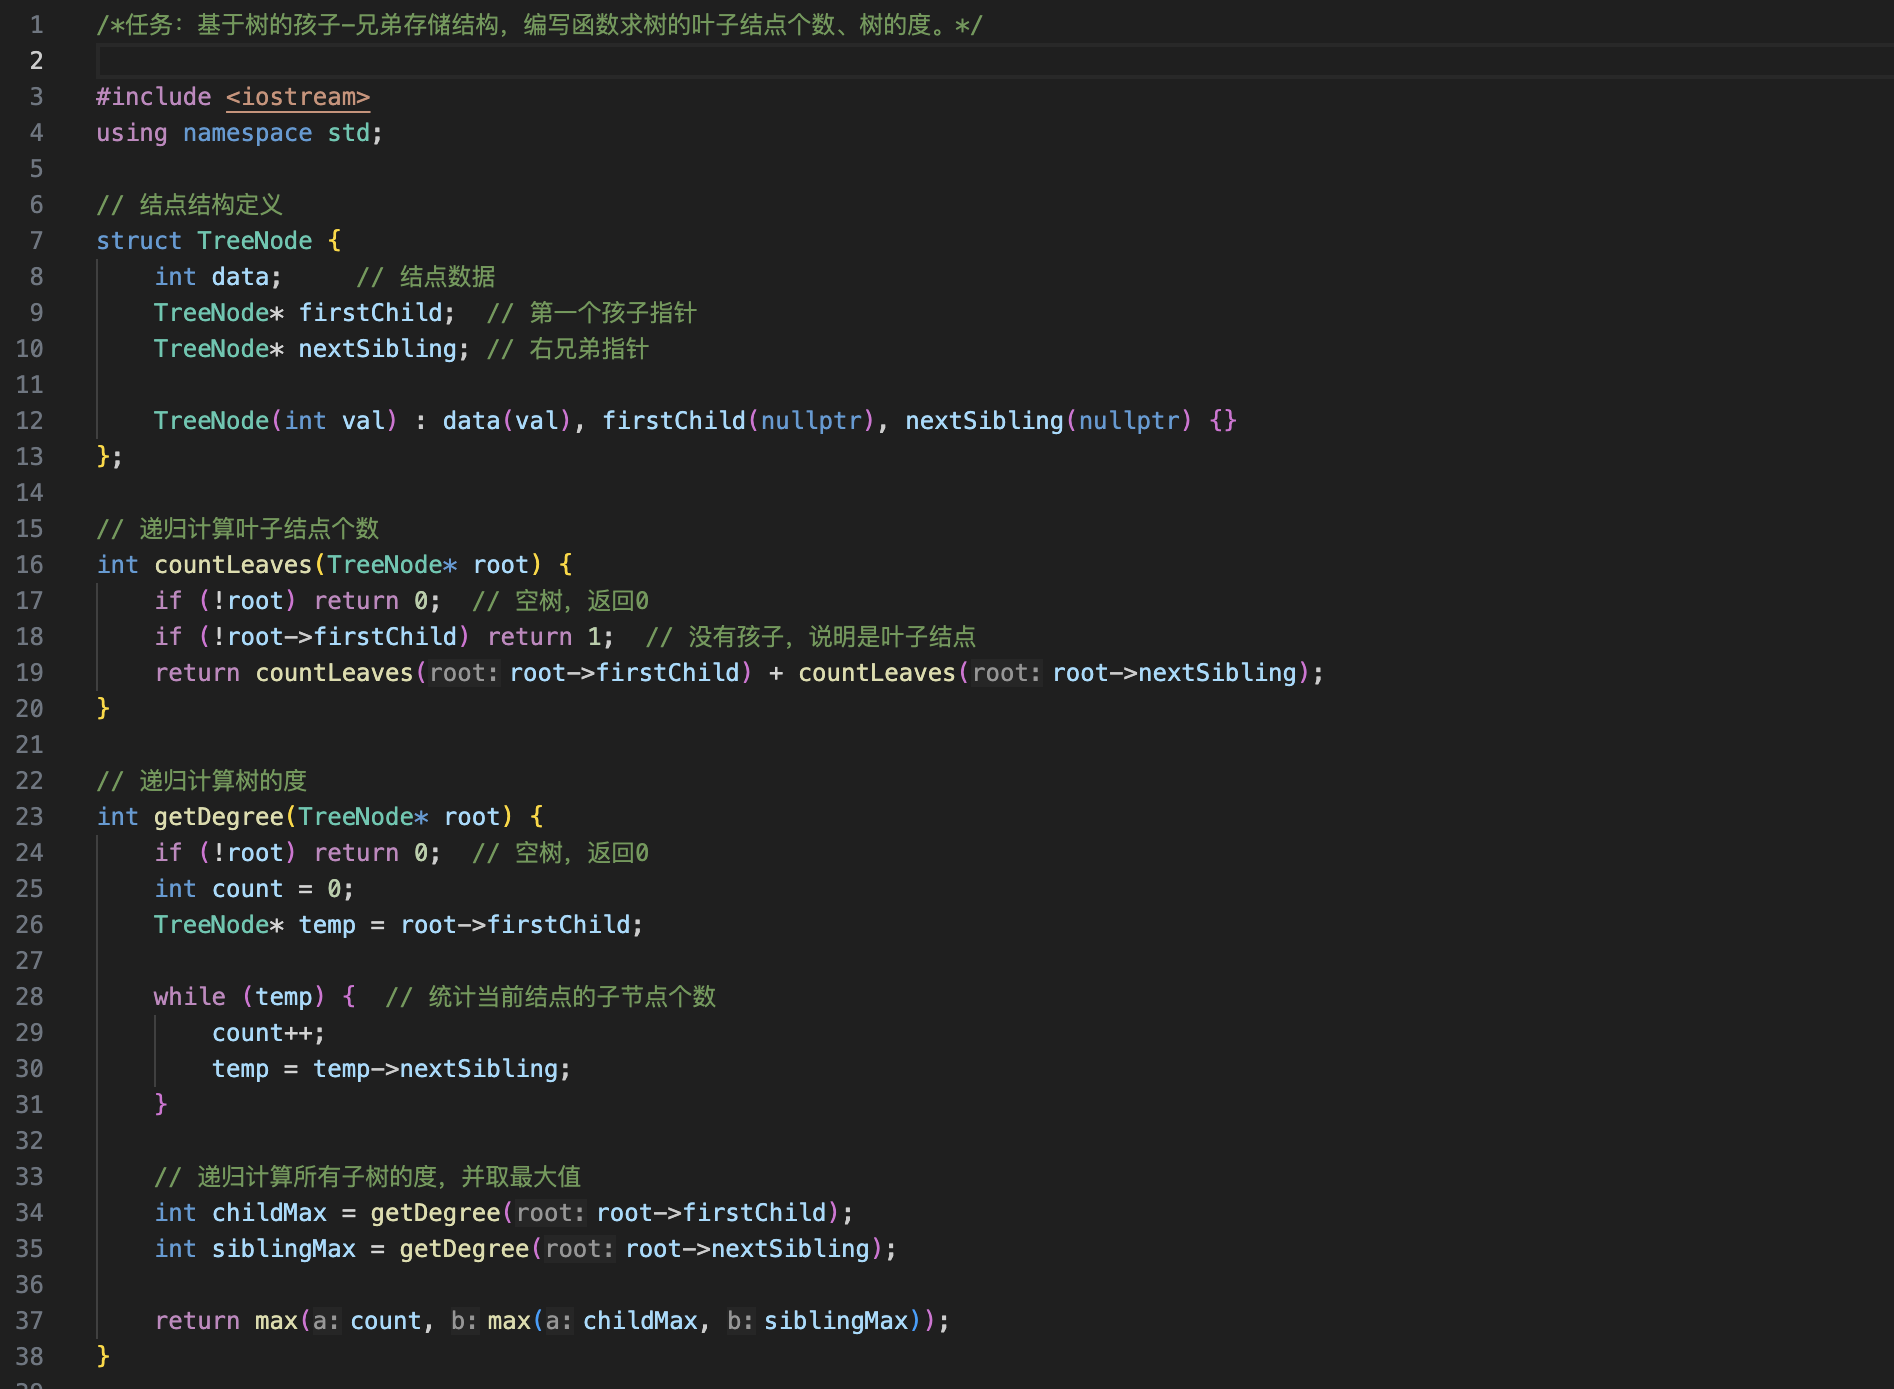 1 /*任务：基于树的孩子-兄弟存储结构，编写函数求树的叶子结点个数、树的度。*/
2
3 #include <iostream>
4 using namespace std;
5
6 // 结点结构定义
7 struct TreeNode {
8     int data;     // 结点数据
9     TreeNode* firstChild;  // 第一个孩子指针
10     TreeNode* nextSibling; // 右兄弟指针
11
12     TreeNode(int val) : data(val), firstChild(nullptr), nextSibling(nullptr) {}
13 };
14
15 // 递归计算叶子结点个数
16 int countLeaves(TreeNode* root) {
17     if (!root) return 0;  // 空树，返回0
18     if (!root->firstChild) return 1;  // 没有孩子，说明是叶子结点
19     return countLeaves(root: root->firstChild) + countLeaves(root: root->nextSibling);
20 }
21
22 // 递归计算树的度
23 int getDegree(TreeNode* root) {
24     if (!root) return 0;  // 空树，返回0
25     int count = 0;
26     TreeNode* temp = root->firstChild;
27
28     while (temp) {  // 统计当前结点的子节点个数
29         count++;
30         temp = temp->nextSibling;
31     }
32
33     // 递归计算所有子树的度，并取最大值
34     int childMax = getDegree(root: root->firstChild);
35     int siblingMax = getDegree(root: root->nextSibling);
36
37     return max(a: count, b: max(a: childMax, b: siblingMax));
38 }